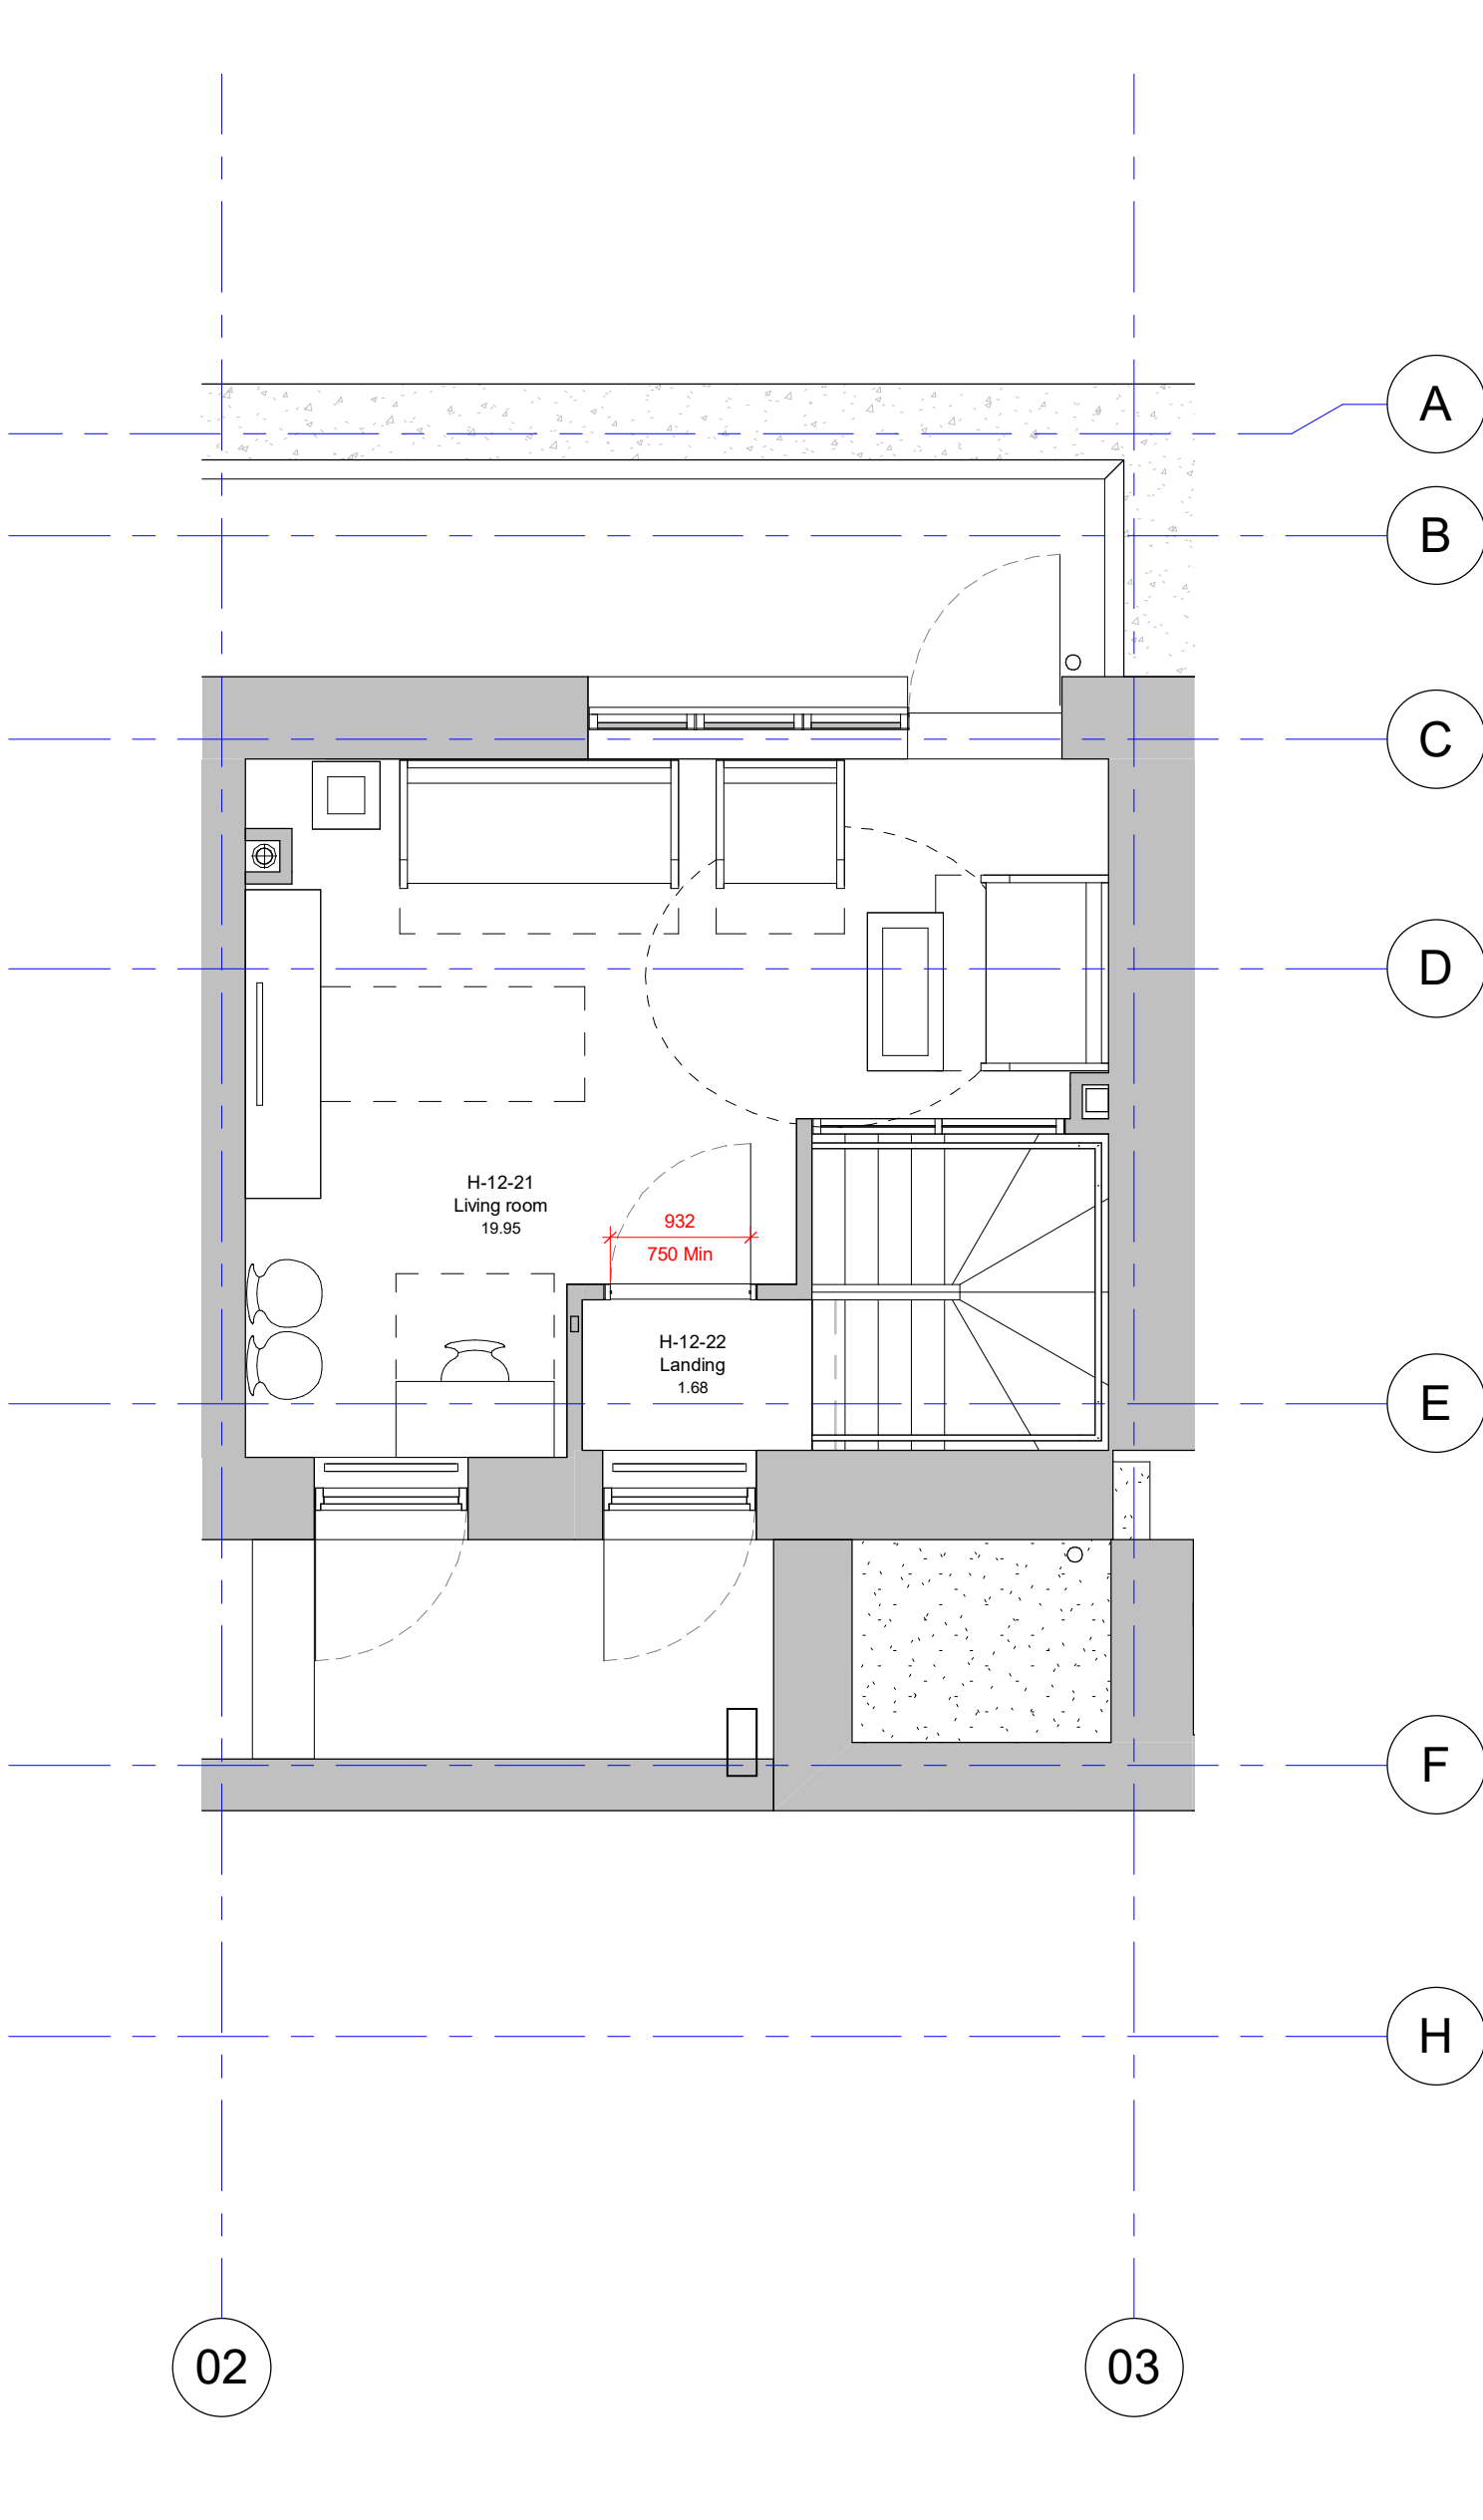 A
B
C
D
H-12-21
Living room
19.95
932
750 Min
H-12-22
Landing
1.68
E
F
H
02
03